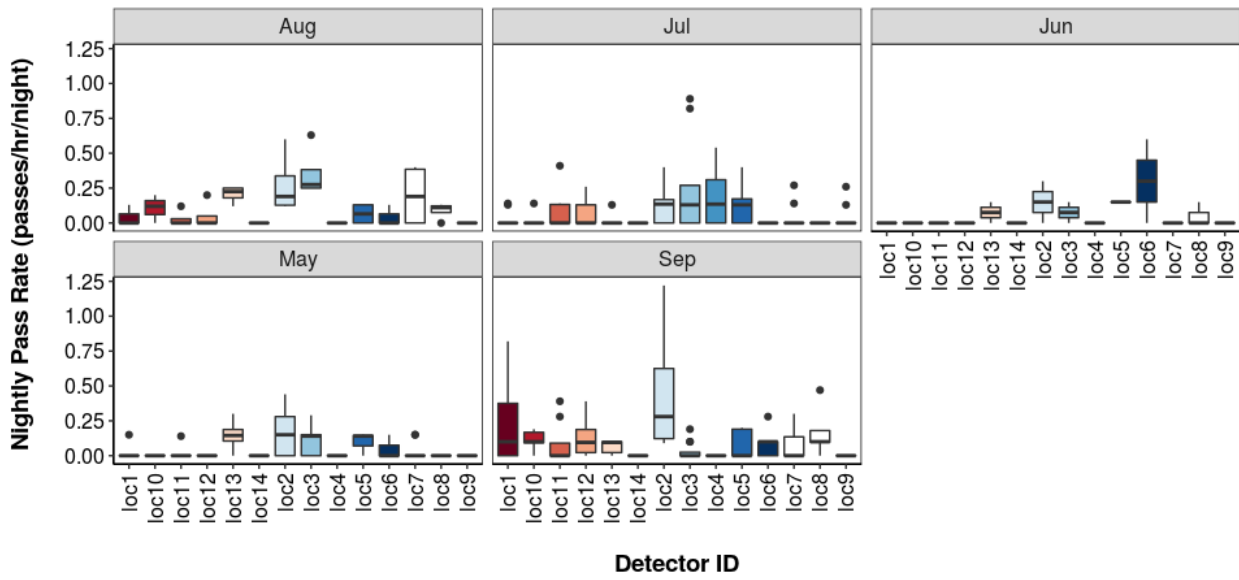 Aug
Jul
Jun
1.25
1.00
0.75
0.50
0.25
0.00
loc1
loc10
loc11
loc12
loc13
loc14
loc2
loc3
loc4
loc5
loc6
loc7
loc8
loc9
May
Sep
1.25
1.00
0.75
0.50
0.25
0.00
loc1
loc10
loc11
loc12
loc13
loc14
loc2
loc3
loc4
loc5
loc6
loc7
loc8
loc9
loc1
loc10
loc11
loc12
loc13
loc14
loc2
loc3
loc4
loc5
loc6
loc7
loc8
loc9
Nightly Pass Rate (passes/hr/night)
Detector ID